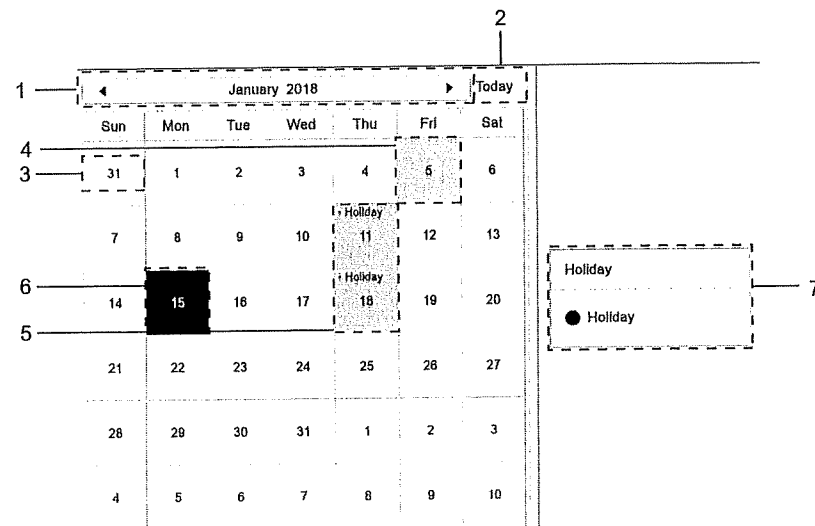 2
1
◀ January 2018 ▶ Today
Sun Mon Tue Wed Thu Fri Sat
4
3
31 1 2 3 4 5 6
Holiday
7 8 9 10 11 12 13
Holiday
6
14 15 16 17 18 19 20
5
21 22 23 24 25 26 27
28 29 30 31 1 2 3
4 5 6 7 8 9 10
Holiday
7
Holiday